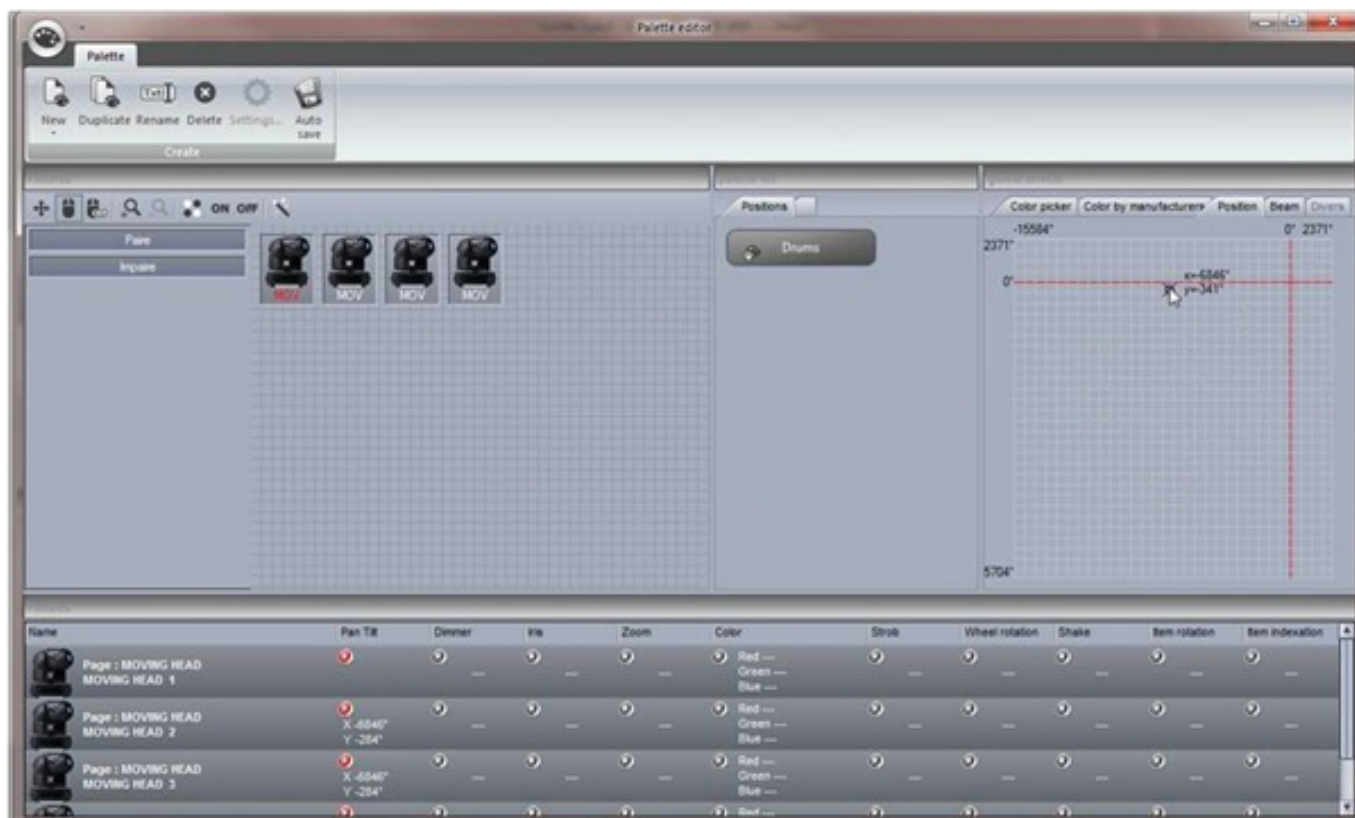 Palette editor
Palette
New Duplicate Rename Delete Settings... Auto save
Create
ON OFF
Paire
Impaire
MOV MOV MOV MOV
Positions
Drums
Color picker Color by manufacturers Position Beam Divers
-15584° 0° 2371°
2371°
0°
x=-6846°
y=-341°
5704°
Name Pan Tilt Dimmer Iris Zoom Color Strob Wheel rotation Shake Item rotation Item indexation
Page : MOVING HEAD
MOVING HEAD 1
Red ---
Green ---
Blue ---
Page : MOVING HEAD
MOVING HEAD 2
X -6846°
Y -284°
Red ---
Green ---
Blue ---
Page : MOVING HEAD
MOVING HEAD 3
X -6846°
Y -284°
Red ---
Green ---
Blue ---
Red ---